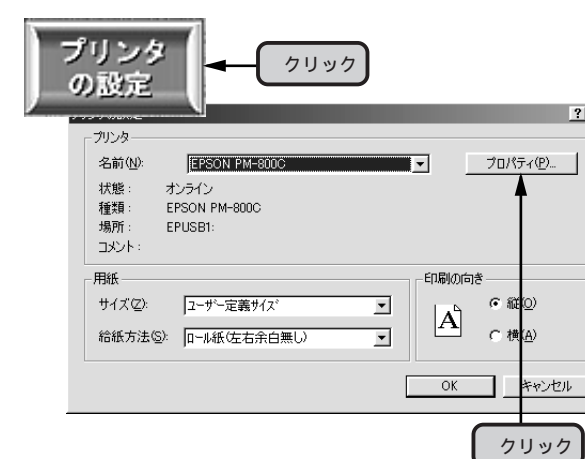 プリンタ
の設定
クリック
?
プリンタ
名前(N):
EPSON PM-800C
プロパティ(P)...
状態:
オンライン
種類:
EPSON PM-800C
場所:
EPUSB1:
コメント:
用紙
サイズ(Z):
ユーザー定義サイズ
給紙方法(S):
ロール紙(左右余白無し)
印刷の向き
A
縦(O)
横(A)
OK
キャンセル
クリック